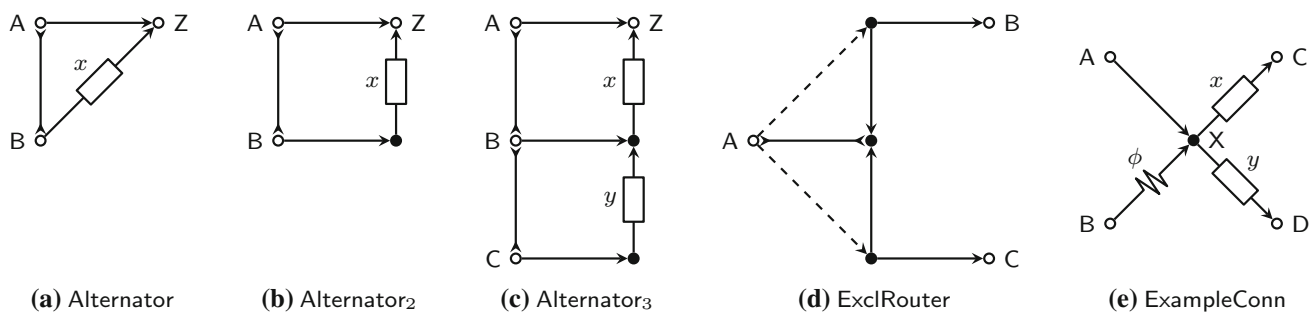 A Z
x
B
(a) Alternator
A Z
x
B
(b) Alternator₂
A Z
x
B
y
C
(c) Alternator₃
B
A
C
(d) ExclRouter
A C
x
X
ϕ y
B D
(e) ExampleConn